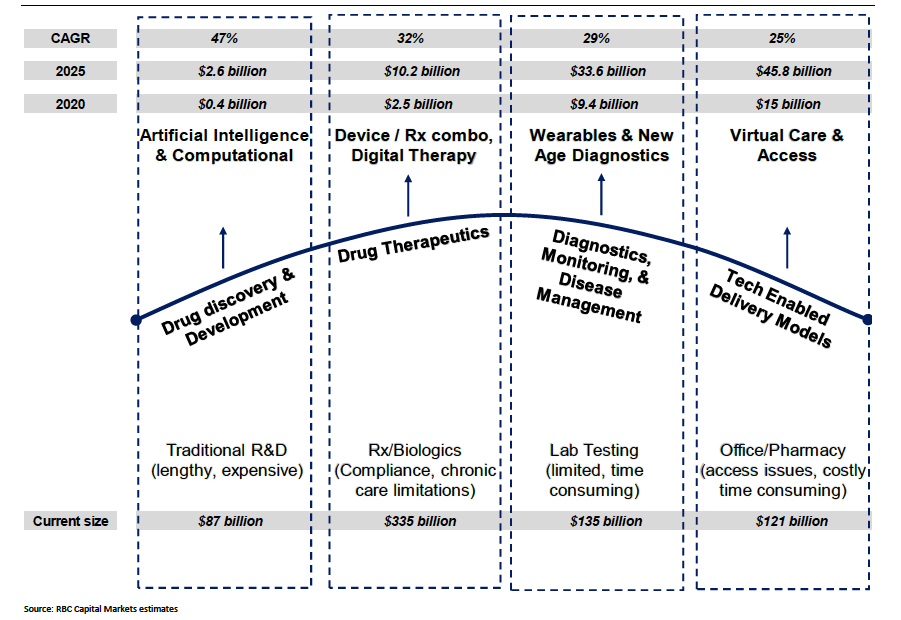 CAGR 47% 32% 29% 25%
2025 $2.6 billion $10.2 billion $33.6 billion $45.8 billion
2020 $0.4 billion $2.5 billion $9.4 billion $15 billion
Artificial Intelligence
& Computational
Device / Rx combo,
Digital Therapy
Wearables & New
Age Diagnostics
Virtual Care &
Access
Drug discovery &
Development
Drug Therapeutics
Diagnostics,
Monitoring, &
Disease
Management
Tech Enabled
Delivery Models
Traditional R&D
(lengthy, expensive)
Rx/Biologics
(Compliance, chronic
care limitations)
Lab Testing
(limited, time
consuming)
Office/Pharmacy
(access issues, costly
time consuming)
Current size $87 billion $335 billion $135 billion $121 billion
Source: RBC Capital Markets estimates